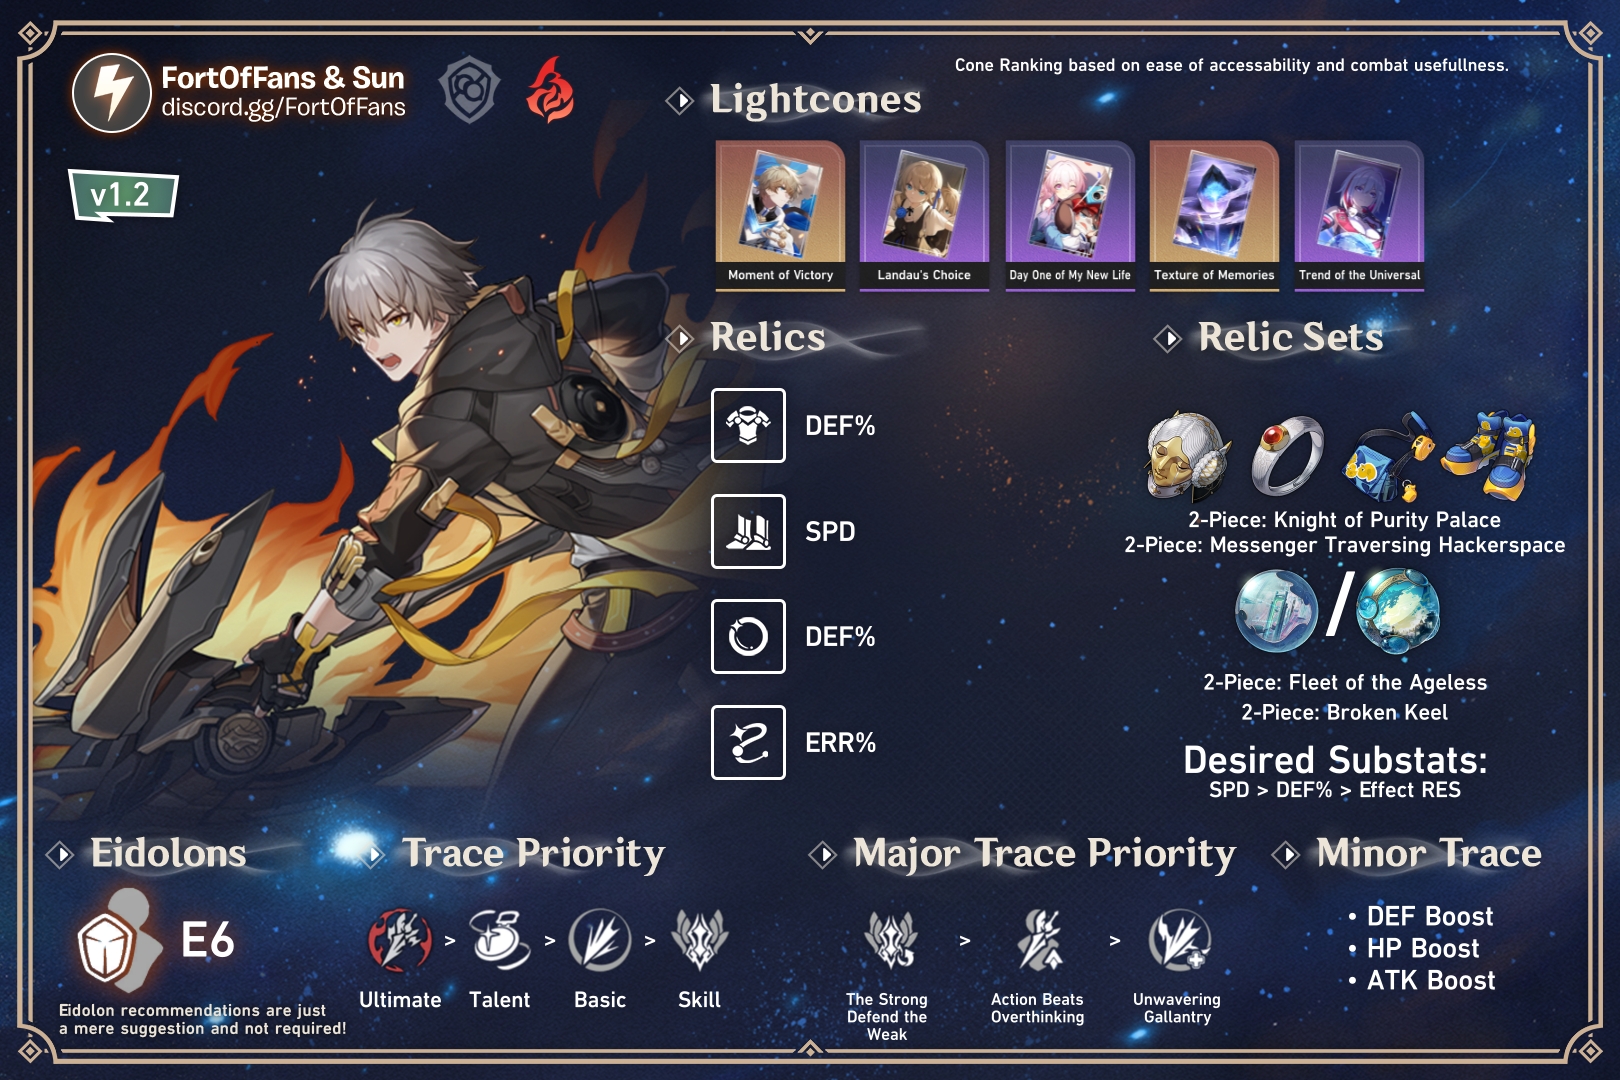 FortOfFans & Sun
discord.gg/FortOfFans
v1.2
Cone Ranking based on ease of accessability and combat usefullness.
Lightcones
Moment of Victory
Landau's Choice
Day One of My New Life
Texture of Memories
Trend of the Universal
Relics
DEF%
SPD
DEF%
ERR%
Relic Sets
2-Piece: Knight of Purity Palace
2-Piece: Messenger Traversing Hackerspace
/
2-Piece: Fleet of the Ageless
2-Piece: Broken Keel
Desired Substats:
SPD > DEF% > Effect RES
Eidolons
E6
Eidolon recommendations are just
a mere suggestion and not required!
Trace Priority
> > >
Ultimate Talent Basic Skill
Major Trace Priority
> >
The Strong
Defend the
Weak
Action Beats
Overthinking
Unwavering
Gallantry
Minor Trace
• DEF Boost
• HP Boost
• ATK Boost